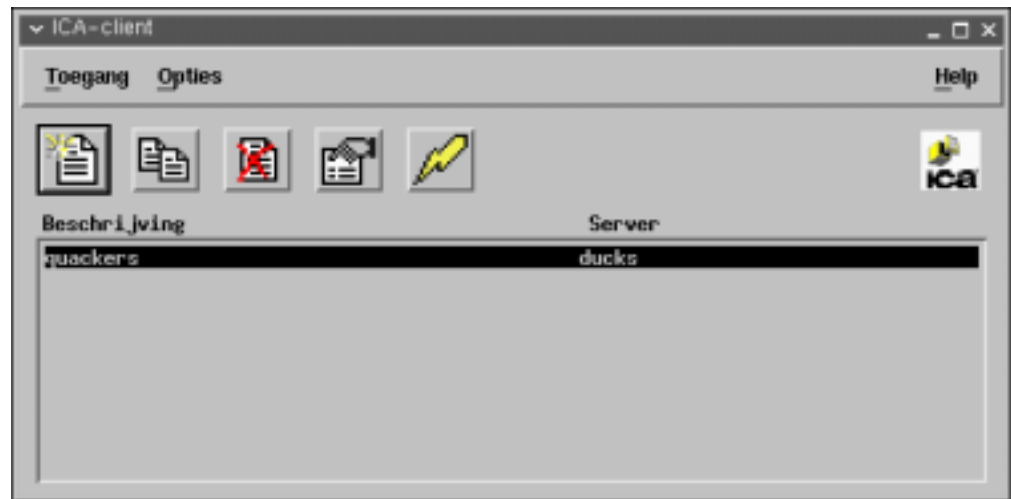 ICA-client
Toegang Opties Help
ica
Beschrijving Server
quackers ducks